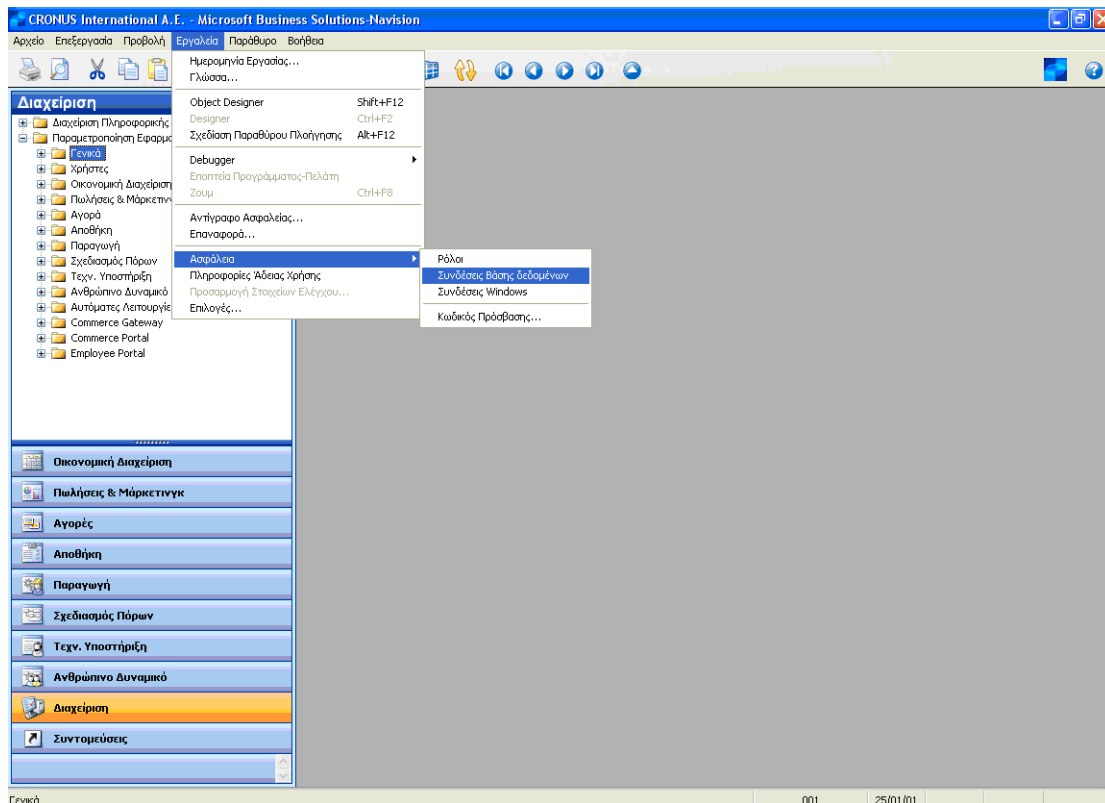 CRONUS International A.E. - Microsoft Business Solutions-Navision
Αρχείο Επεξεργασία Προβολή Εργαλεία Παράθυρο Βοήθεια
Ημερομηνία Εργασίας...
Γλώσσα...
Object Designer Shift+F12
Designer Ctrl+F2
Σχεδίαση Παραθύρου Πλοήγησης Alt+F12
Debugger
Εποπτεία Προγράμματος-Πελάτη
Ζουμ Ctrl+F8
Αντίγραφο Ασφαλείας...
Επαναφορά...
Ασφάλεια
Πληροφορίες Άδειας Χρήσης
Προσαρμογή Στοιχείων Ελέγχου...
Επιλογές...
Ρόλοι
Συνδέσεις Βάσης δεδομένων
Συνδέσεις Windows
Κωδικός Πρόσβασης...
Διαχείριση
Διαχείριση Πληροφορικής
Παραμετροποίηση Εφαρμο
Γενικά
Χρήστες
Οικονομική Διαχείριση
Πωλήσεις & Μάρκετινγ
Αγορά
Αποθήκη
Παραγωγή
Σχεδιασμός Πόρων
Τεχν. Υποστήριξη
Ανθρώπινο Δυναμικό
Αυτόματες Λειτουργίε
Commerce Gateway
Commerce Portal
Employee Portal
Οικονομική Διαχείριση
Πωλήσεις & Μάρκετινγκ
Αγορές
Αποθήκη
Παραγωγή
Σχεδιασμός Πόρων
Τεχν. Υποστήριξη
Ανθρώπινο Δυναμικό
Διαχείριση
Συντομεύσεις
Γενικά 001 25/01/01